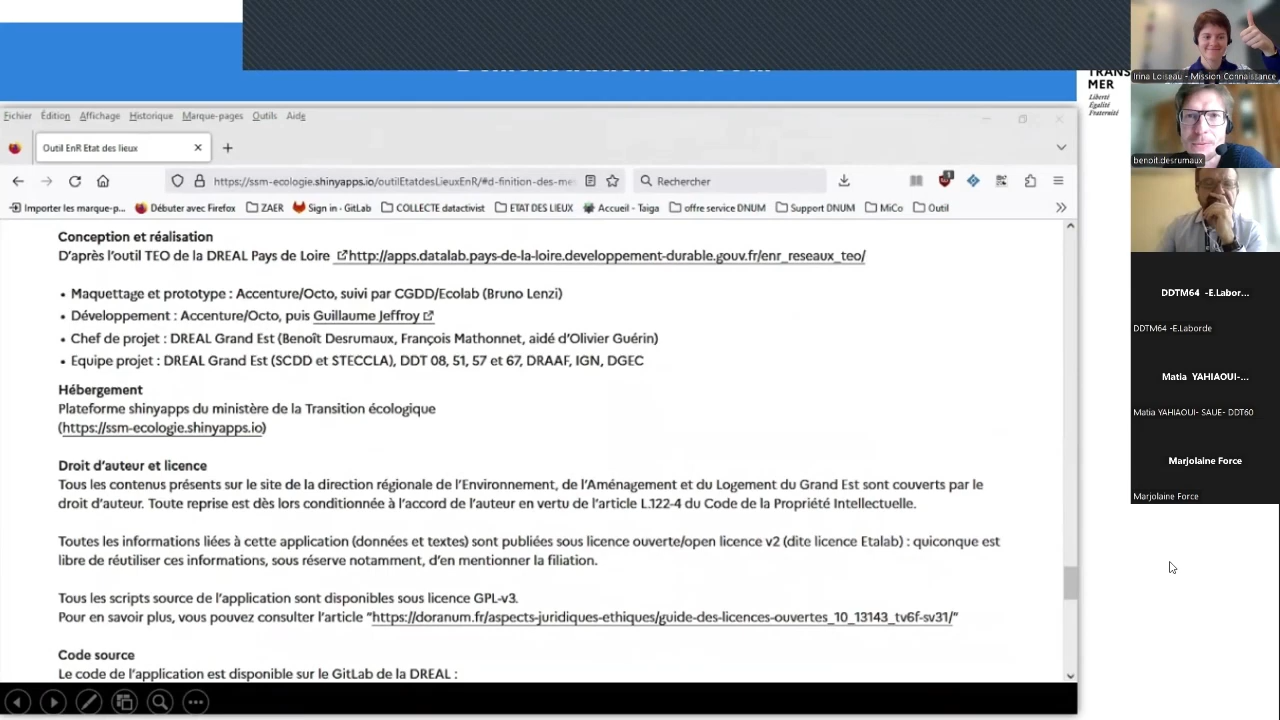 TRANS
MER
Liberté
Égalité
Fraternité
Fichier Édition Affichage Historique Marque-pages Outils Aide
Outil EnR Etat des lieux
https://ssm-ecologie.shinyapps.io/outilEtatdesLieuxEnR/#d-finition-des-me
Rechercher
1
Importer les marque-p... Débuter avec Firefox ZAER Sign in - GitLab COLLECTE datactivist ETAT DES LIEUX Accueil - Taiga offre service DNUM Support DNUM MiCo Outil
Conception et réalisation
D'après l'outil TEO de la DREAL Pays de Loire http://apps.datalab.pays-de-la-loire.developpement-durable.gouv.fr/enr_reseaux_teo/
• Maquettage et prototype : Accenture/Octo, suivi par CGDD/Ecolab (Bruno Lenzi)
• Développement : Accenture/Octo, puis Guillaume Jeffroy
• Chef de projet : DREAL Grand Est (Benoît Desrumaux, François Mathonnet, aidé d'Olivier Guérin)
• Equipe projet : DREAL Grand Est (SCDD et STECCLA), DDT 08, 51, 57 et 67, DRAAF, IGN, DGEC
Hébergement
Plateforme shinyapps du ministère de la Transition écologique
(https://ssm-ecologie.shinyapps.io)
Droit d'auteur et licence
Tous les contenus présents sur le site de la direction régionale de l'Environnement, de l'Aménagement et du Logement du Grand Est sont couverts par le
droit d'auteur. Toute reprise est dès lors conditionnée à l'accord de l'auteur en vertu de l'article L.122-4 du Code de la Propriété Intellectuelle.
Toutes les informations liées à cette application (données et textes) sont publiées sous licence ouverte/open licence v2 (dite licence Etalab) : quiconque est
libre de réutiliser ces informations, sous réserve notamment, d'en mentionner la filiation.
Tous les scripts source de l'application sont disponibles sous licence GPL-v3.
Pour en savoir plus, vous pouvez consulter l'article "https://doranum.fr/aspects-juridiques-ethiques/guide-des-licences-ouvertes_10_13143_tv6f-sv31/"
Code source
Le code de l'application est disponible sur le GitLab de la DREAL :
Irina Loiseau - Mission Connaissance
benoit.desrumaux
DDTM64 -E.Labor...
DDTM64 -E.Laborde
Matia YAHIAOUI-...
Matia YAHIAOUI- SAUE- DDT60
Marjolaine Force
Marjolaine Force